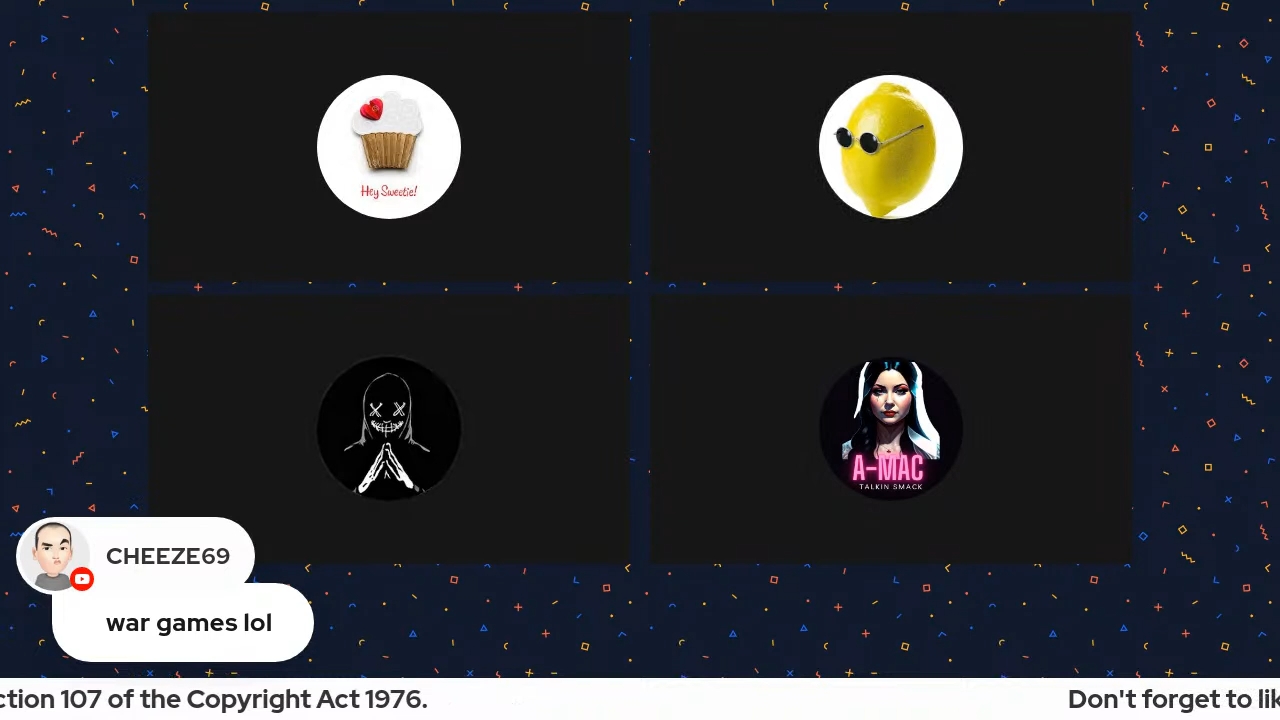 Hey Sweetie!
A-MAC
TALKIN SMACK
CHEEZE69
war games lol
ction 107 of the Copyright Act 1976.
Don't forget to lik